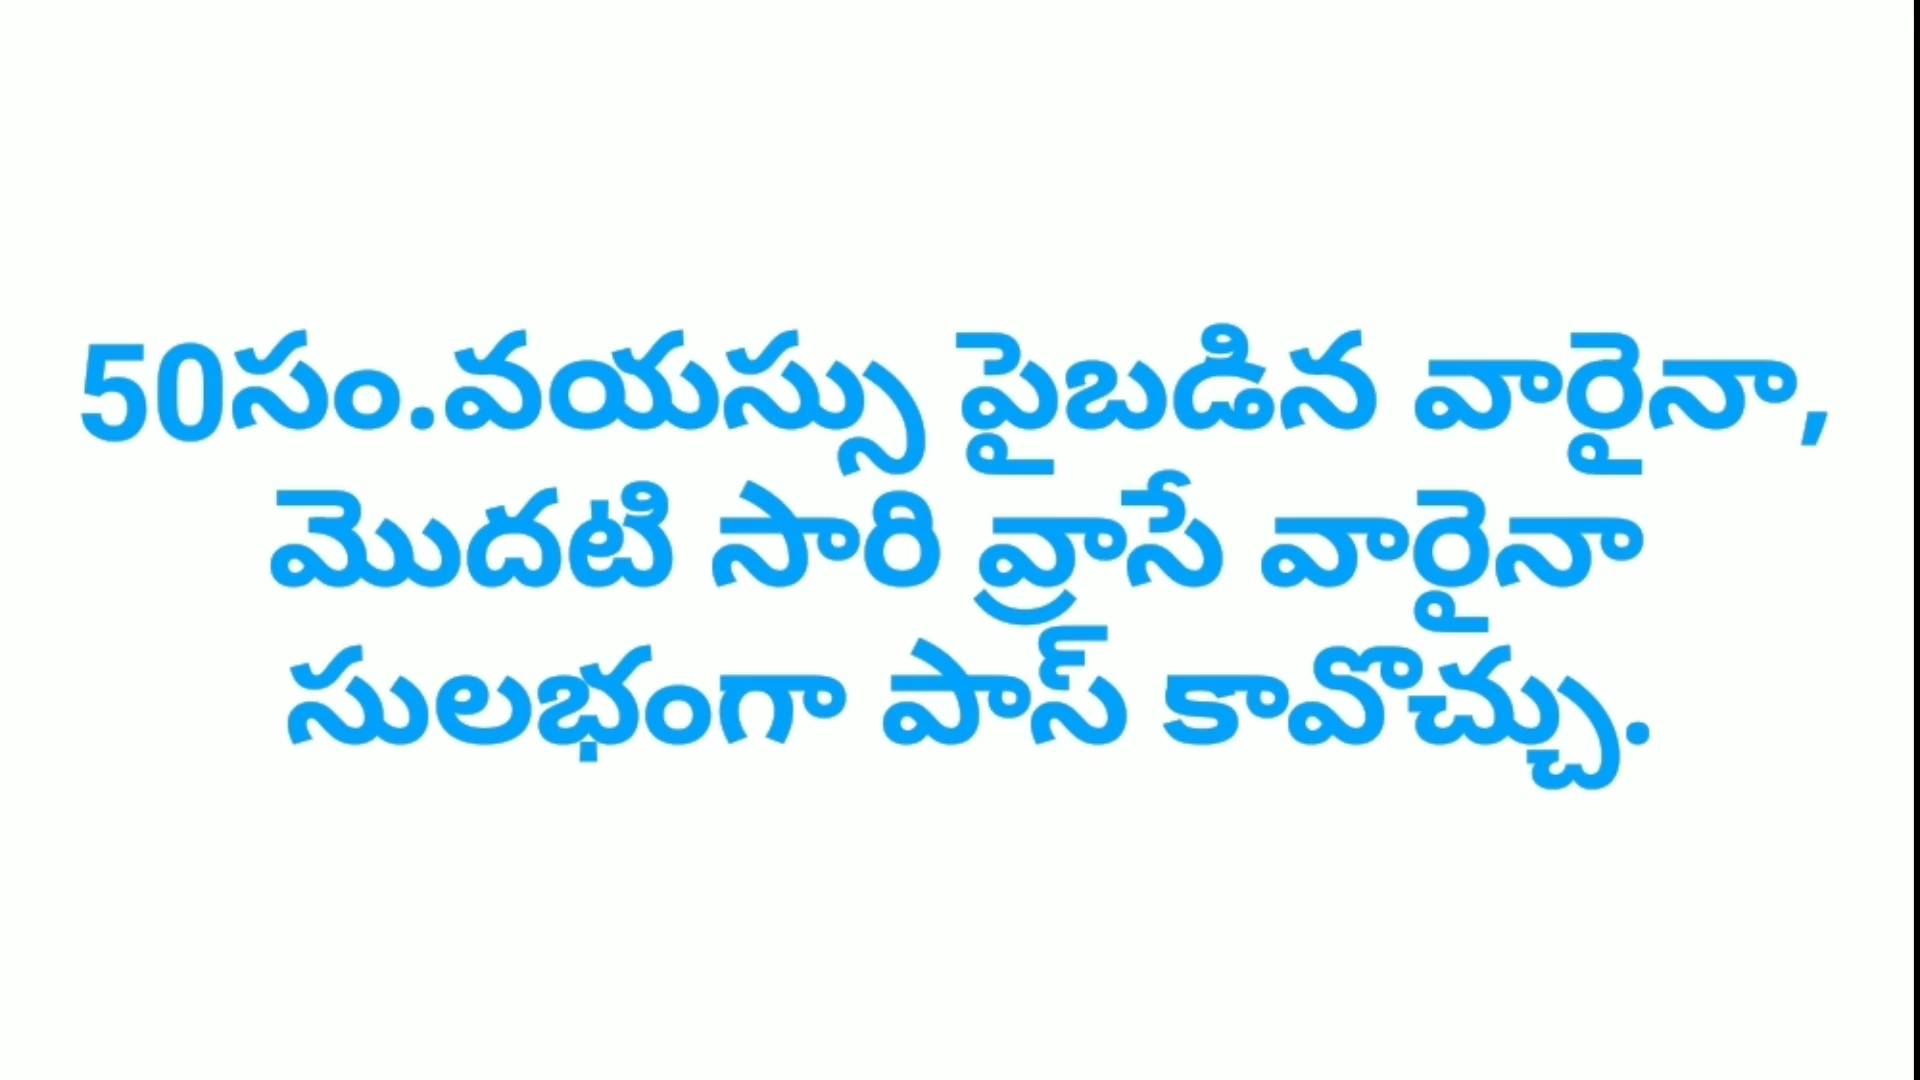 50సం.వయస్సు పైబడిన వారైనా,
మొదటి సారి వ్రాసే వారైనా
సులభంగా పాస్ కావొచ్చు.